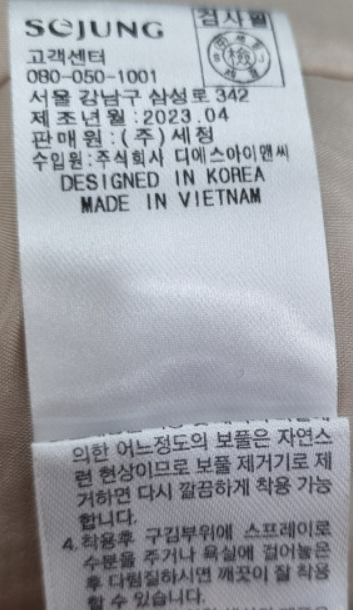 SEJUNG
검사필
檢
고객센터
080-050-1001
서울 강남구 삼성로 342
제조년월 : 2023.04
판매원 : (주) 세정
수입원 : 주식회사 디에스아이앤씨
DESIGNED IN KOREA
MADE IN VIETNAM
의한 어느정도의 보풀은 자연스
런 현상이므로 보풀 제거기로 제
거하면 다시 깔끔하게 착용 가능
합니다.
4. 착용후 구김부위에 스프레이로
수분을 주거나 욕실에 걸어놓은
후 다림질하시면 깨끗이 잘 착용
할 수 있습니다.